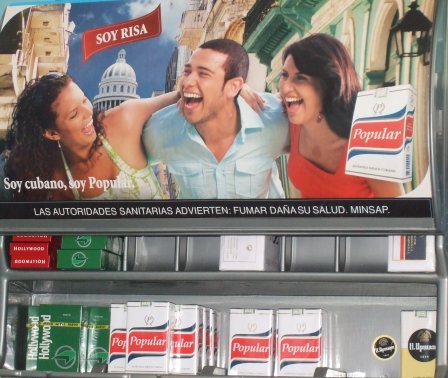 SOY RISA
Popular
Soy cubano, soy Popular.
LAS AUTORIDADES SANITARIAS ADVIERTEN: FUMAR DAÑA SU SALUD. MINSAP.
HOLLYWOOD
HOLLYWOOD
Hollywood
Hollywood
Popular
Popular
Popular
Popular
Popular
H. Upmann
H. Upmann